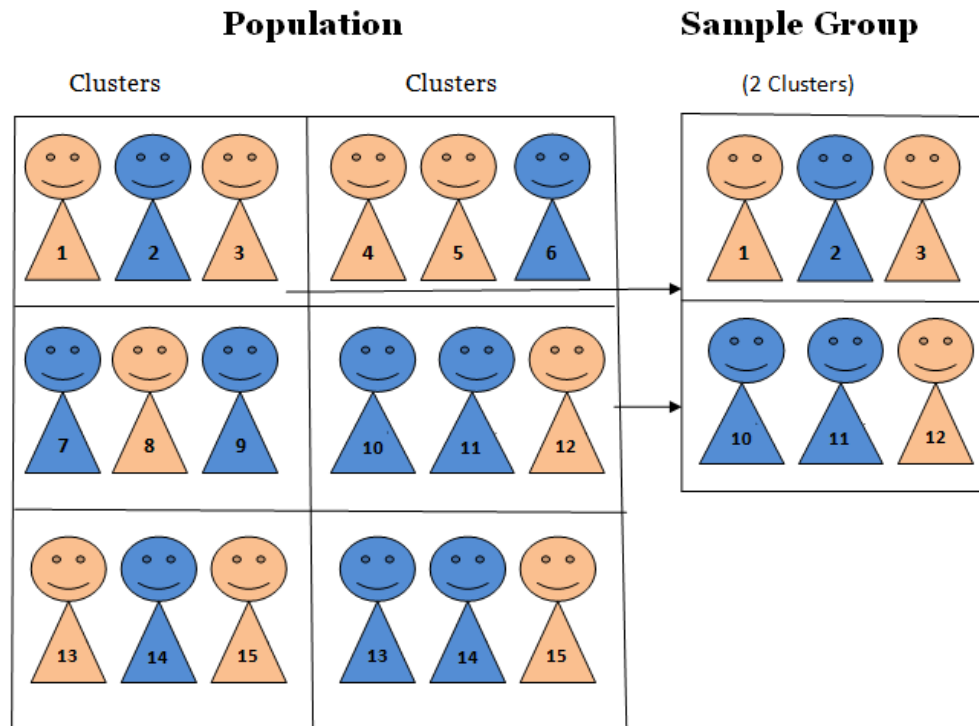 Population
Sample Group
Clusters
Clusters
(2 Clusters)
1 2 3
4 5 6
1 2 3
7 8 9
10 11 12
10 11 12
13 14 15
13 14 15